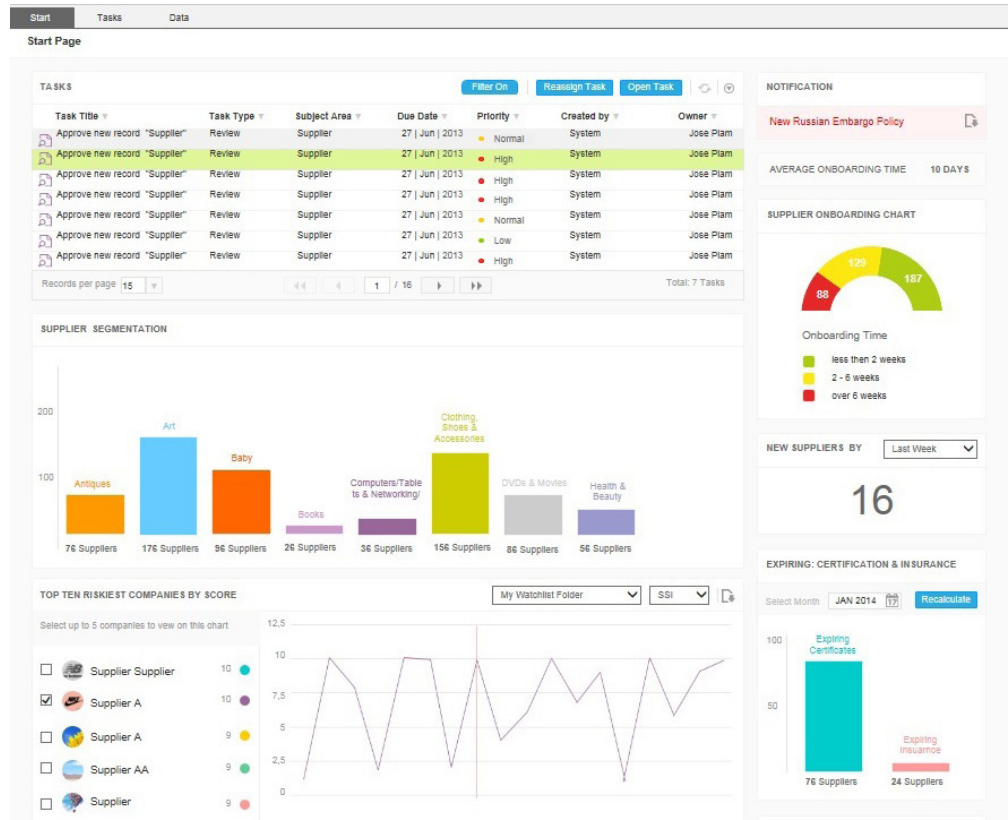 Start Tasks Data
Start Page
TASKS Filter On Reassign Task Open Task
Task Title Task Type Subject Area Due Date Priority Created by Owner
Approve new record "Supplier" Review Supplier 27 | Jun | 2013 Normal System Jose Plam
Approve new record "Supplier" Review Supplier 27 | Jun | 2013 High System Jose Plam
Approve new record "Supplier" Review Supplier 27 | Jun | 2013 High System Jose Plam
Approve new record "Supplier" Review Supplier 27 | Jun | 2013 High System Jose Plam
Approve new record "Supplier" Review Supplier 27 | Jun | 2013 Normal System Jose Plam
Approve new record "Supplier" Review Supplier 27 | Jun | 2013 Low System Jose Plam
Approve new record "Supplier" Review Supplier 27 | Jun | 2013 High System Jose Plam
Records per page 15 1 / 16 Total: 7 Tasks
SUPPLIER SEGMENTATION
200
100
Antiques
Art
Baby
Books
Computers/Table
ts & Networking/
Clothing,
Shoes &
Accessories
DVDs & Movies
Health &
Beauty
76 Suppliers 176 Suppliers 96 Suppliers 26 Suppliers 36 Suppliers 156 Suppliers 86 Suppliers 56 Suppliers
TOP TEN RISKIEST COMPANIES BY SCORE My Watchlist Folder SSI
Select up to 5 companies to vew on this chart
Supplier Supplier 10
Supplier A 10
Supplier A 9
Supplier AA 9
Supplier 9
12,5
10
7,5
5
2,5
0
NOTIFICATION
New Russian Embargo Policy
AVERAGE ONBOARDING TIME 10 DAYS
SUPPLIER ONBOARDING CHART
88 129 187
Onboarding Time
less then 2 weeks
2 - 6 weeks
over 6 weeks
NEW SUPPLIERS BY Last Week
16
EXPIRING: CERTIFICATION & INSURANCE
Select Month JAN 2014 17 Recalculate
100
50
Expiring
Certificates
Expiring
Insuarnce
76 Suppliers 24 Suppliers